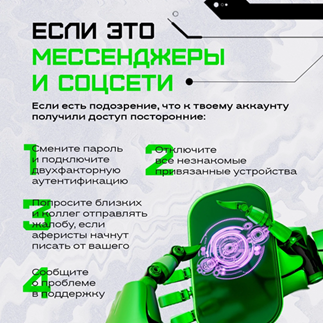 ЕСЛИ ЭТО
МЕССЕНДЖЕРЫ
И СОЦСЕТИ
Если есть подозрение, что к твоему аккаунту
получили доступ посторонние:
1
Смените пароль
и подключите
двухфакторную
аутентификацию
2
Отключите
все незнакомые
привязанные устройства
3
Попросите близких
и коллег отправлять
жалобу, если
аферисты начнут
писать от вашего
4
Сообщите
о проблеме
в поддержку